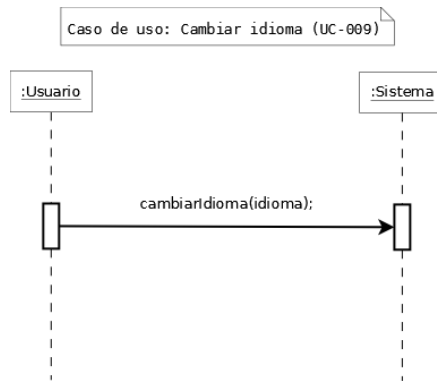 Caso de uso: Cambiar idioma (UC-009)
:Usuario
:Sistema
cambiarIdioma(idioma);